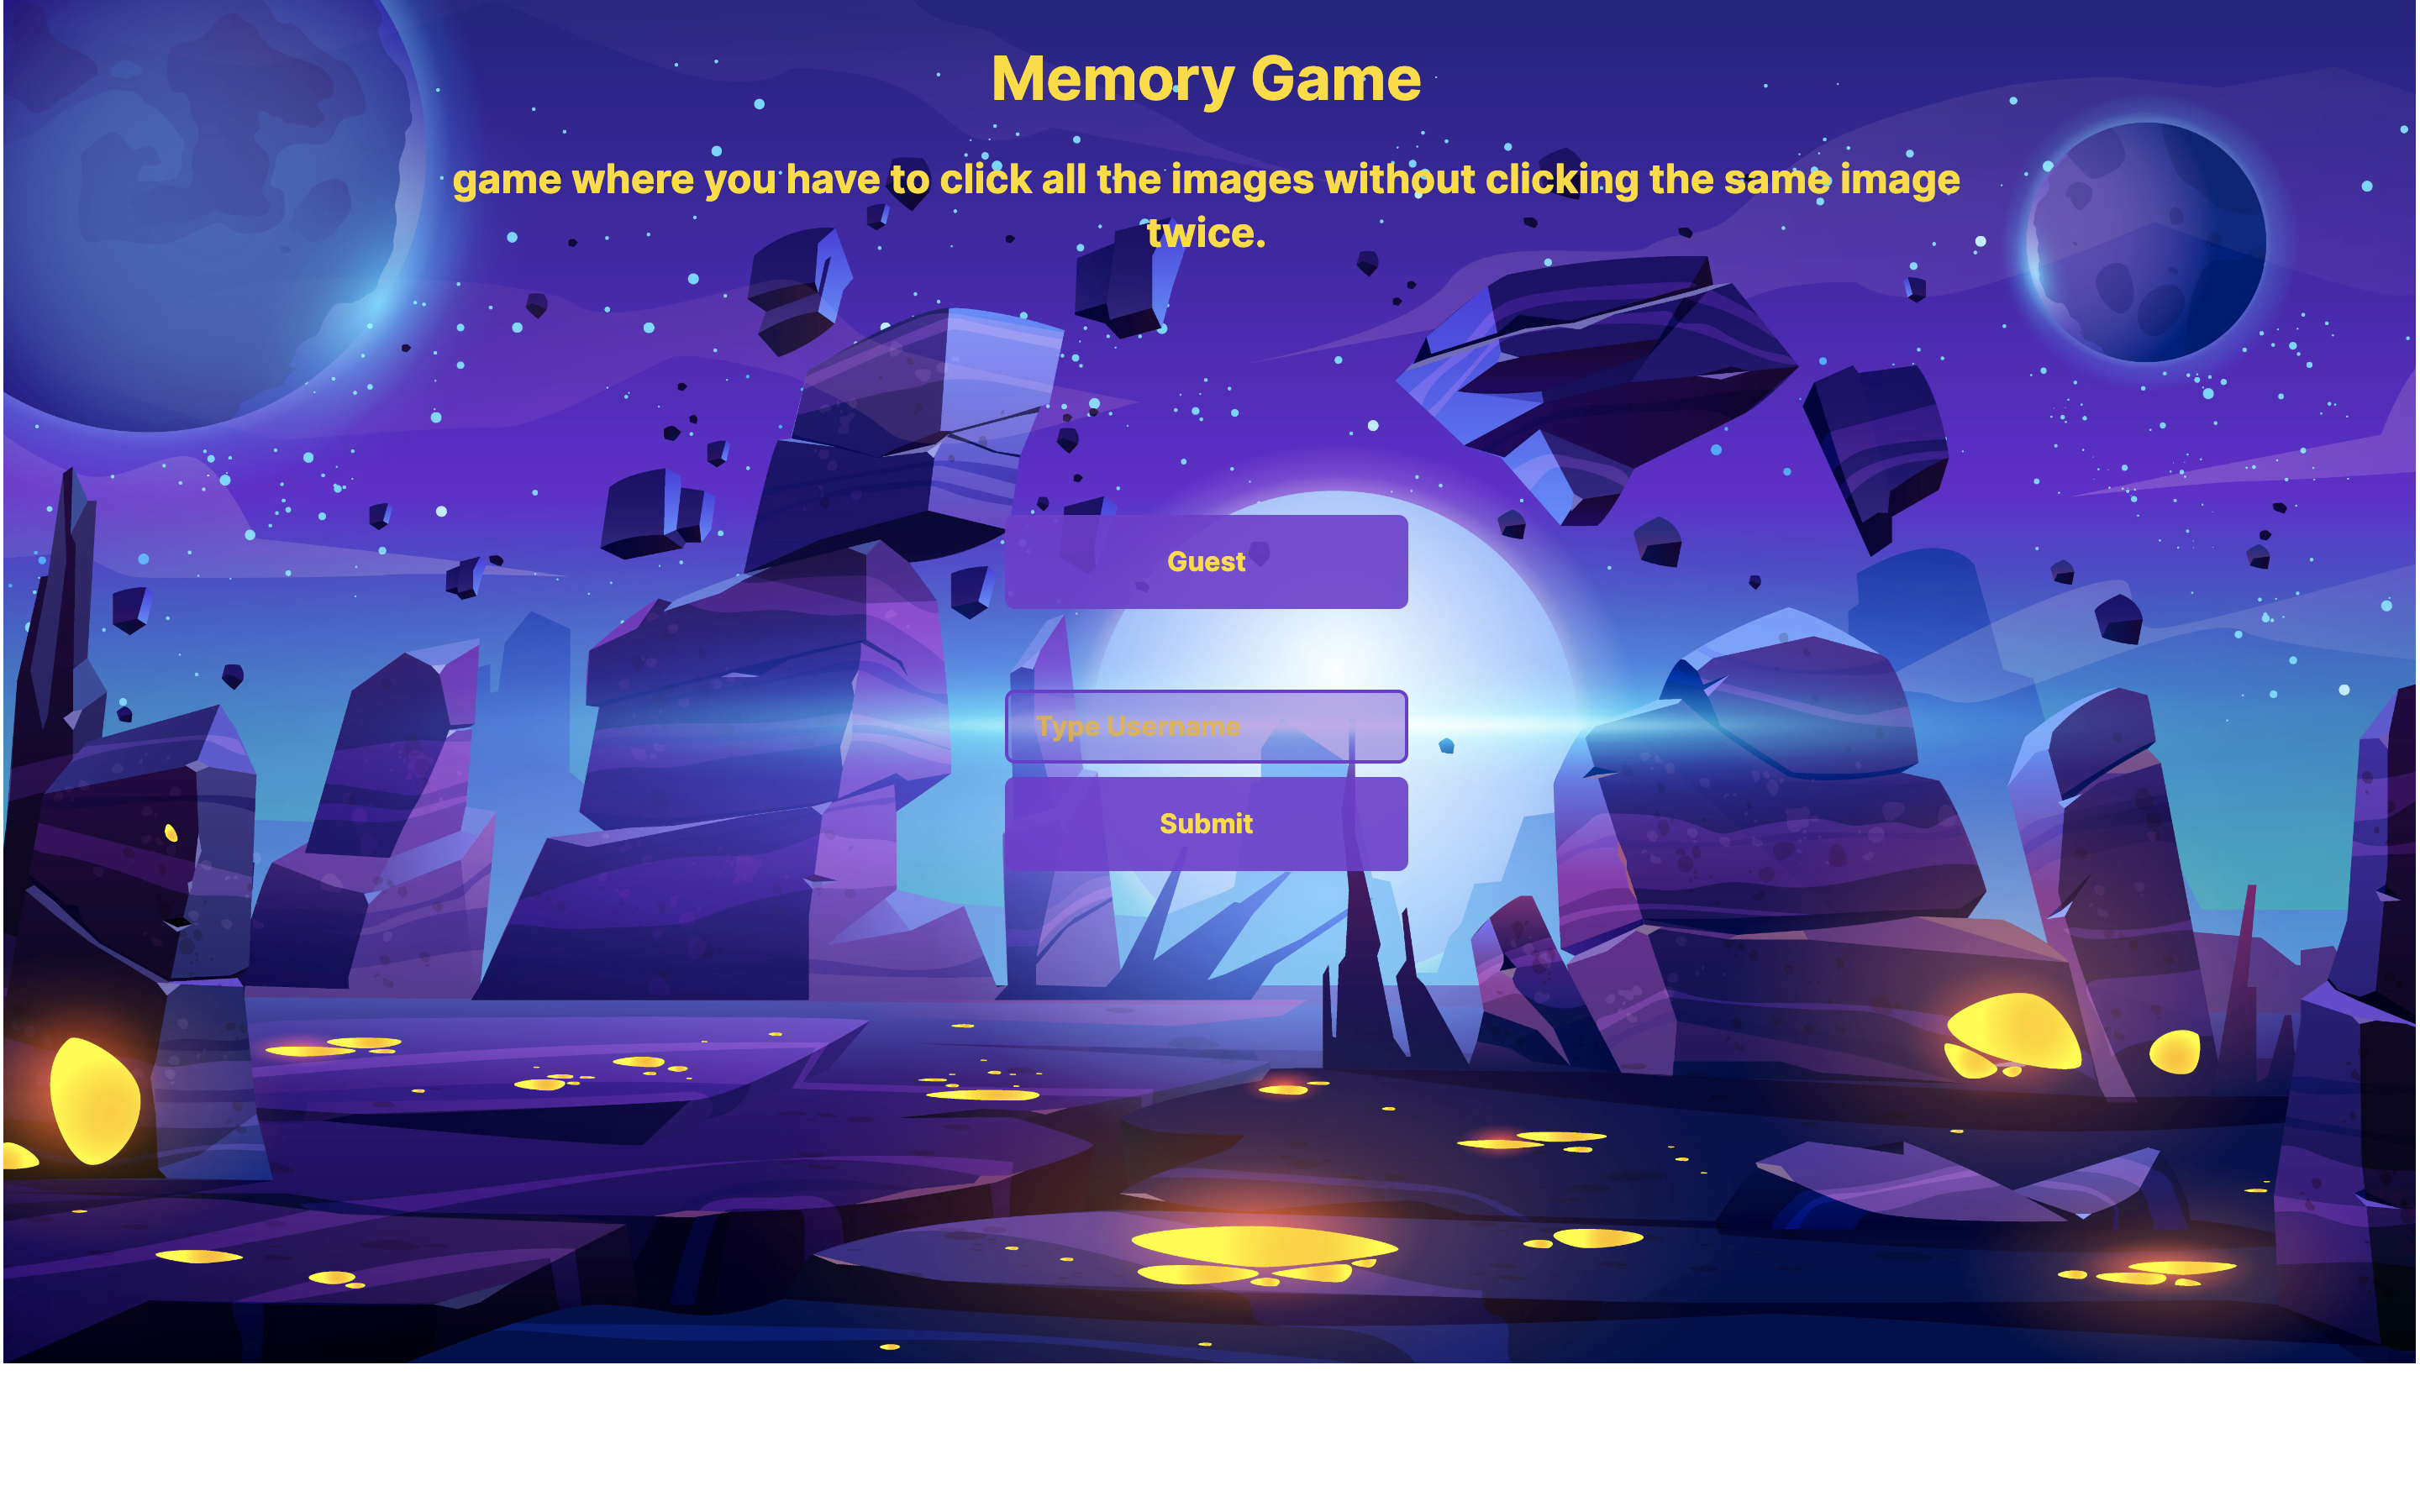 Memory Game
game where you have to click all the images without clicking the same image
twice.
Guest
Type Username
Submit